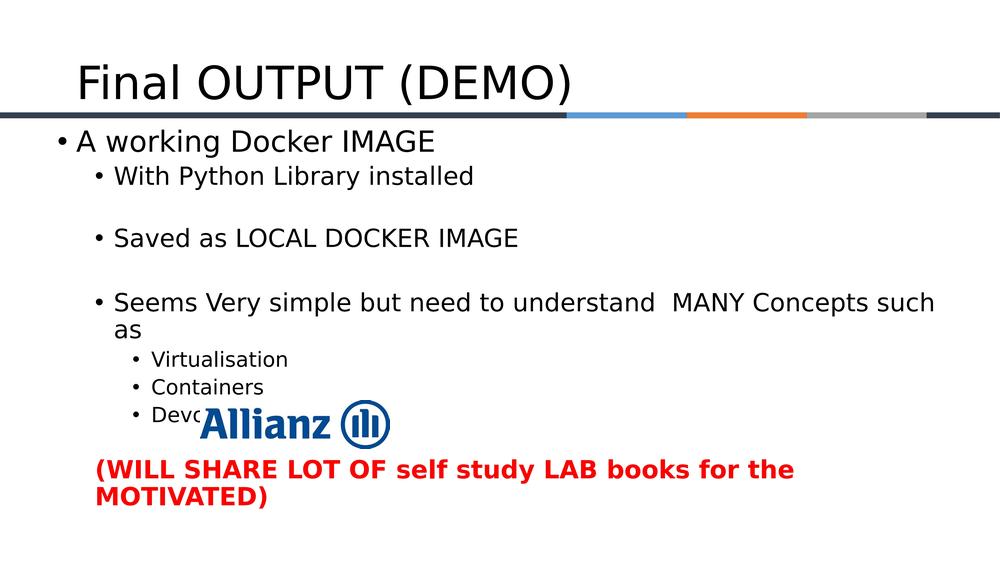 Final OUTPUT (DEMO)
• A working Docker IMAGE
• With Python Library installed
• Saved as LOCAL DOCKER IMAGE
• Seems Very simple but need to understand  MANY Concepts such
as
• Virtualisation
• Containers
•
Allianz
(WILL SHARE LOT OF self study LAB books for the
MOTIVATED)